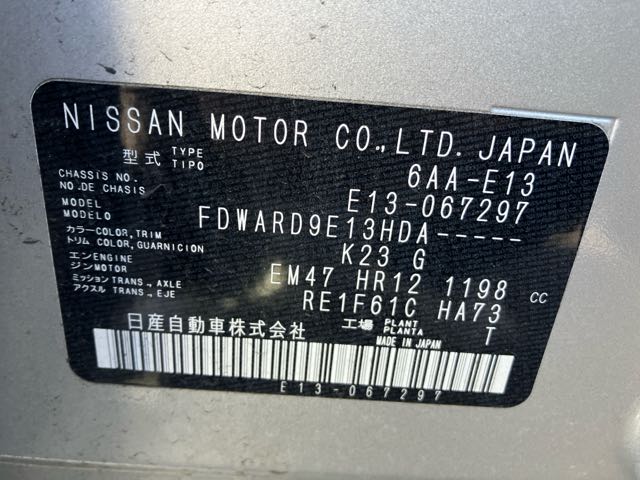 NISSAN MOTOR CO.,LTD. JAPAN
型式 TYPE TIPO 6AA-E13
CHASSIS NO. NO.DE CHASIS E13-067297
MODEL MODELO FDWARD9E13HDA-----
カラー COLOR,TRIM トリム COLOR,GUARNICION K23 G
エンジン ENGINE MOTOR EM47 HR12 1198 CC
ミッション TRANS.,AXLE アクスル TRANS.,EJE RE1F61C HA73
日産自動車株式会社 工場 PLANT PLANTA T
MADE IN JAPAN
E13-067297